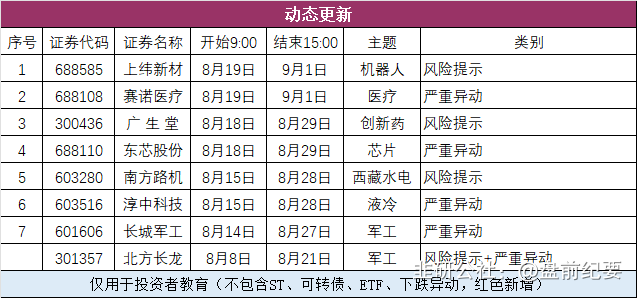 动态更新
序号 证券代码 证券名称 开始9:00 结束15:00 主题 类别
1 688585 上纬新材 8月19日 9月1日 机器人 风险提示
2 688108 赛诺医疗 8月19日 9月1日 医疗 严重异动
3 300436 广 生 堂 8月18日 8月29日 创新药 风险提示
4 688110 东芯股份 8月18日 8月29日 芯片 严重异动
5 603280 南方路机 8月15日 8月28日 西藏水电 风险提示
6 603516 淳中科技 8月15日 8月28日 液冷 严重异动
7 601606 长城军工 8月14日 8月27日 军工 严重异动
301357 北方长龙 8月8日 8月21日 军工 风险提示+严重异动
仅用于投资者教育（不包含ST、可转债、ETF、下跌异动，红色新增）
韭研公社：@盘前纪要